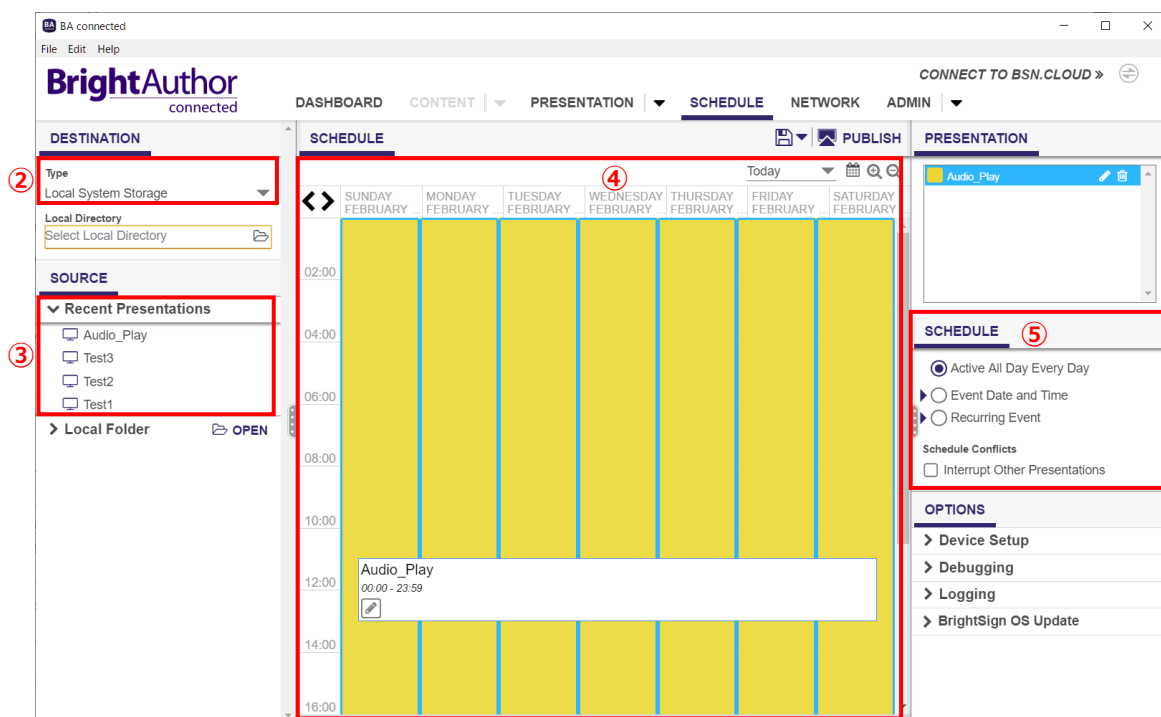 BA connected
File Edit Help
BrightAuthor
connected
CONNECT TO BSN.CLOUD »
DASHBOARD CONTENT PRESENTATION SCHEDULE NETWORK ADMIN
DESTINATION
②
Type
Local System Storage
Local Directory
Select Local Directory
SOURCE
③
Recent Presentations
Audio_Play
Test3
Test2
Test1
Local Folder OPEN
SCHEDULE PUBLISH
④
Today
SUNDAY MONDAY TUESDAY WEDNESDAY THURSDAY FRIDAY SATURDAY
FEBRUARY ... FEBRUARY ... FEBRUARY ... FEBRUARY ... FEBRUARY ... FEBRUARY ... FEBRUARY ...
02:00
04:00
06:00
08:00
10:00
Audio_Play
12:00
00:00 - 23:59
14:00
16:00
PRESENTATION
Audio_Play
SCHEDULE ⑤
Active All Day Every Day
Event Date and Time
Recurring Event
Schedule Conflicts
Interrupt Other Presentations
OPTIONS
Device Setup
Debugging
Logging
BrightSign OS Update